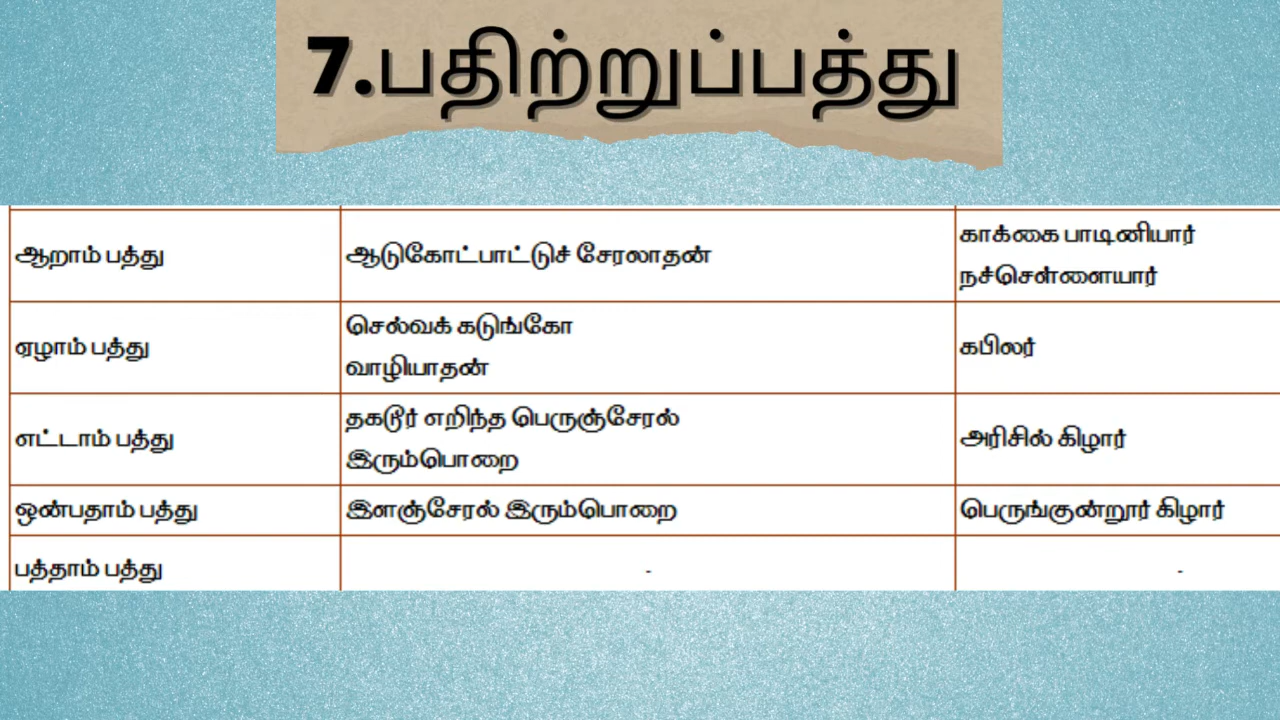 7.பதிற்றுப்பத்து
ஆறாம் பத்து
ஆடுகோட்பாட்டுச் சேரலாதன்
காக்கை பாடினியார்
நச்செள்ளையார்
ஏழாம் பத்து
செல்வக் கடுங்கோ
வாழியாதன்
கபிலர்
எட்டாம் பத்து
தகடூர் எறிந்த பெருஞ்சேரல்
இரும்பொறை
அரிசில் கிழார்
ஒன்பதாம் பத்து
இளஞ்சேரல் இரும்பொறை
பெருங்குன்றூர் கிழார்
பத்தாம் பத்து
-
-